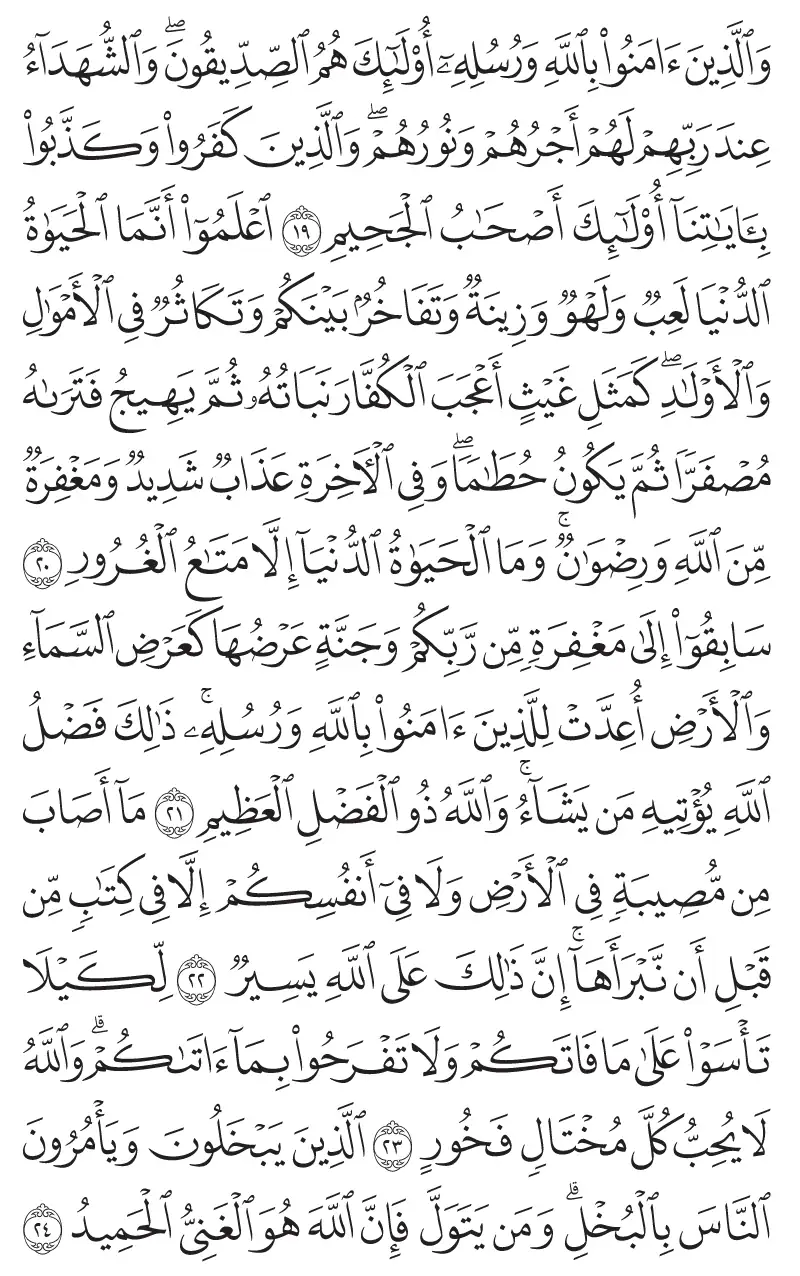 وَٱلَّذِينَ ءَامَنُوا۟ بِٱللَّهِ وَرُسُلِهِۦٓ أُو۟لَـٰٓئِكَ هُمُ ٱلصِّدِّيقُونَ ۖ وَٱلشُّهَدَآءُ
عِندَ رَبِّهِمْ لَهُمْ أَجْرُهُمْ وَنُورُهُمْ ۖ وَٱلَّذِينَ كَفَرُوا۟ وَكَذَّبُوا۟
بِـَٔايَـٰتِنَآ أُو۟لَـٰٓئِكَ أَصْحَـٰبُ ٱلْجَحِيمِ ١٩ ٱعْلَمُوٓا۟ أَنَّمَا ٱلْحَيَوٰةُ
ٱلدُّنْيَا لَعِبٌ وَلَهْوٌ وَزِينَةٌ وَتَفَاخُرٌۢ بَيْنَكُمْ وَتَكَاثُرٌ فِى ٱلْأَمْوَٰلِ
وَٱلْأَوْلَـٰدِ ۖ كَمَثَلِ غَيْثٍ أَعْجَبَ ٱلْكُفَّارَ نَبَاتُهُۥ ثُمَّ يَهِيجُ فَتَرَىٰهُ
مُصْفَرًّا ثُمَّ يَكُونُ حُطَـٰمًا ۖ وَفِى ٱلْـَٔاخِرَةِ عَذَابٌ شَدِيدٌ وَمَغْفِرَةٌ
مِّنَ ٱللَّهِ وَرِضْوَٰنٌ ۚ وَمَا ٱلْحَيَوٰةُ ٱلدُّنْيَآ إِلَّا مَتَـٰعُ ٱلْغُرُورِ ٢٠
سَابِقُوٓا۟ إِلَىٰ مَغْفِرَةٍ مِّن رَّبِّكُمْ وَجَنَّةٍ عَرْضُهَا كَعَرْضِ ٱلسَّمَآءِ
وَٱلْأَرْضِ أُعِدَّتْ لِلَّذِينَ ءَامَنُوا۟ بِٱللَّهِ وَرُسُلِهِۦ ۚ ذَٰلِكَ فَضْلُ
ٱللَّهِ يُؤْتِيهِ مَن يَشَآءُ ۚ وَٱللَّهُ ذُو ٱلْفَضْلِ ٱلْعَظِيمِ ٢١ مَآ أَصَابَ
مِن مُّصِيبَةٍ فِى ٱلْأَرْضِ وَلَا فِىٓ أَنفُسِكُمْ إِلَّا فِى كِتَـٰبٍ مِّن
قَبْلِ أَن نَّبْرَأَهَآ ۚ إِنَّ ذَٰلِكَ عَلَى ٱللَّهِ يَسِيرٌ ٢٢ لِّكَيْلَا
تَأْسَوْا۟ عَلَىٰ مَا فَاتَكُمْ وَلَا تَفْرَحُوا۟ بِمَآ ءَاتَىٰكُمْ ۗ وَٱللَّهُ
لَا يُحِبُّ كُلَّ مُخْتَالٍ فَخُورٍ ٢٣ ٱلَّذِينَ يَبْخَلُونَ وَيَأْمُرُونَ
ٱلنَّاسَ بِٱلْبُخْلِ ۗ وَمَن يَتَوَلَّ فَإِنَّ ٱللَّهَ هُوَ ٱلْغَنِىُّ ٱلْحَمِيدُ ٢٤